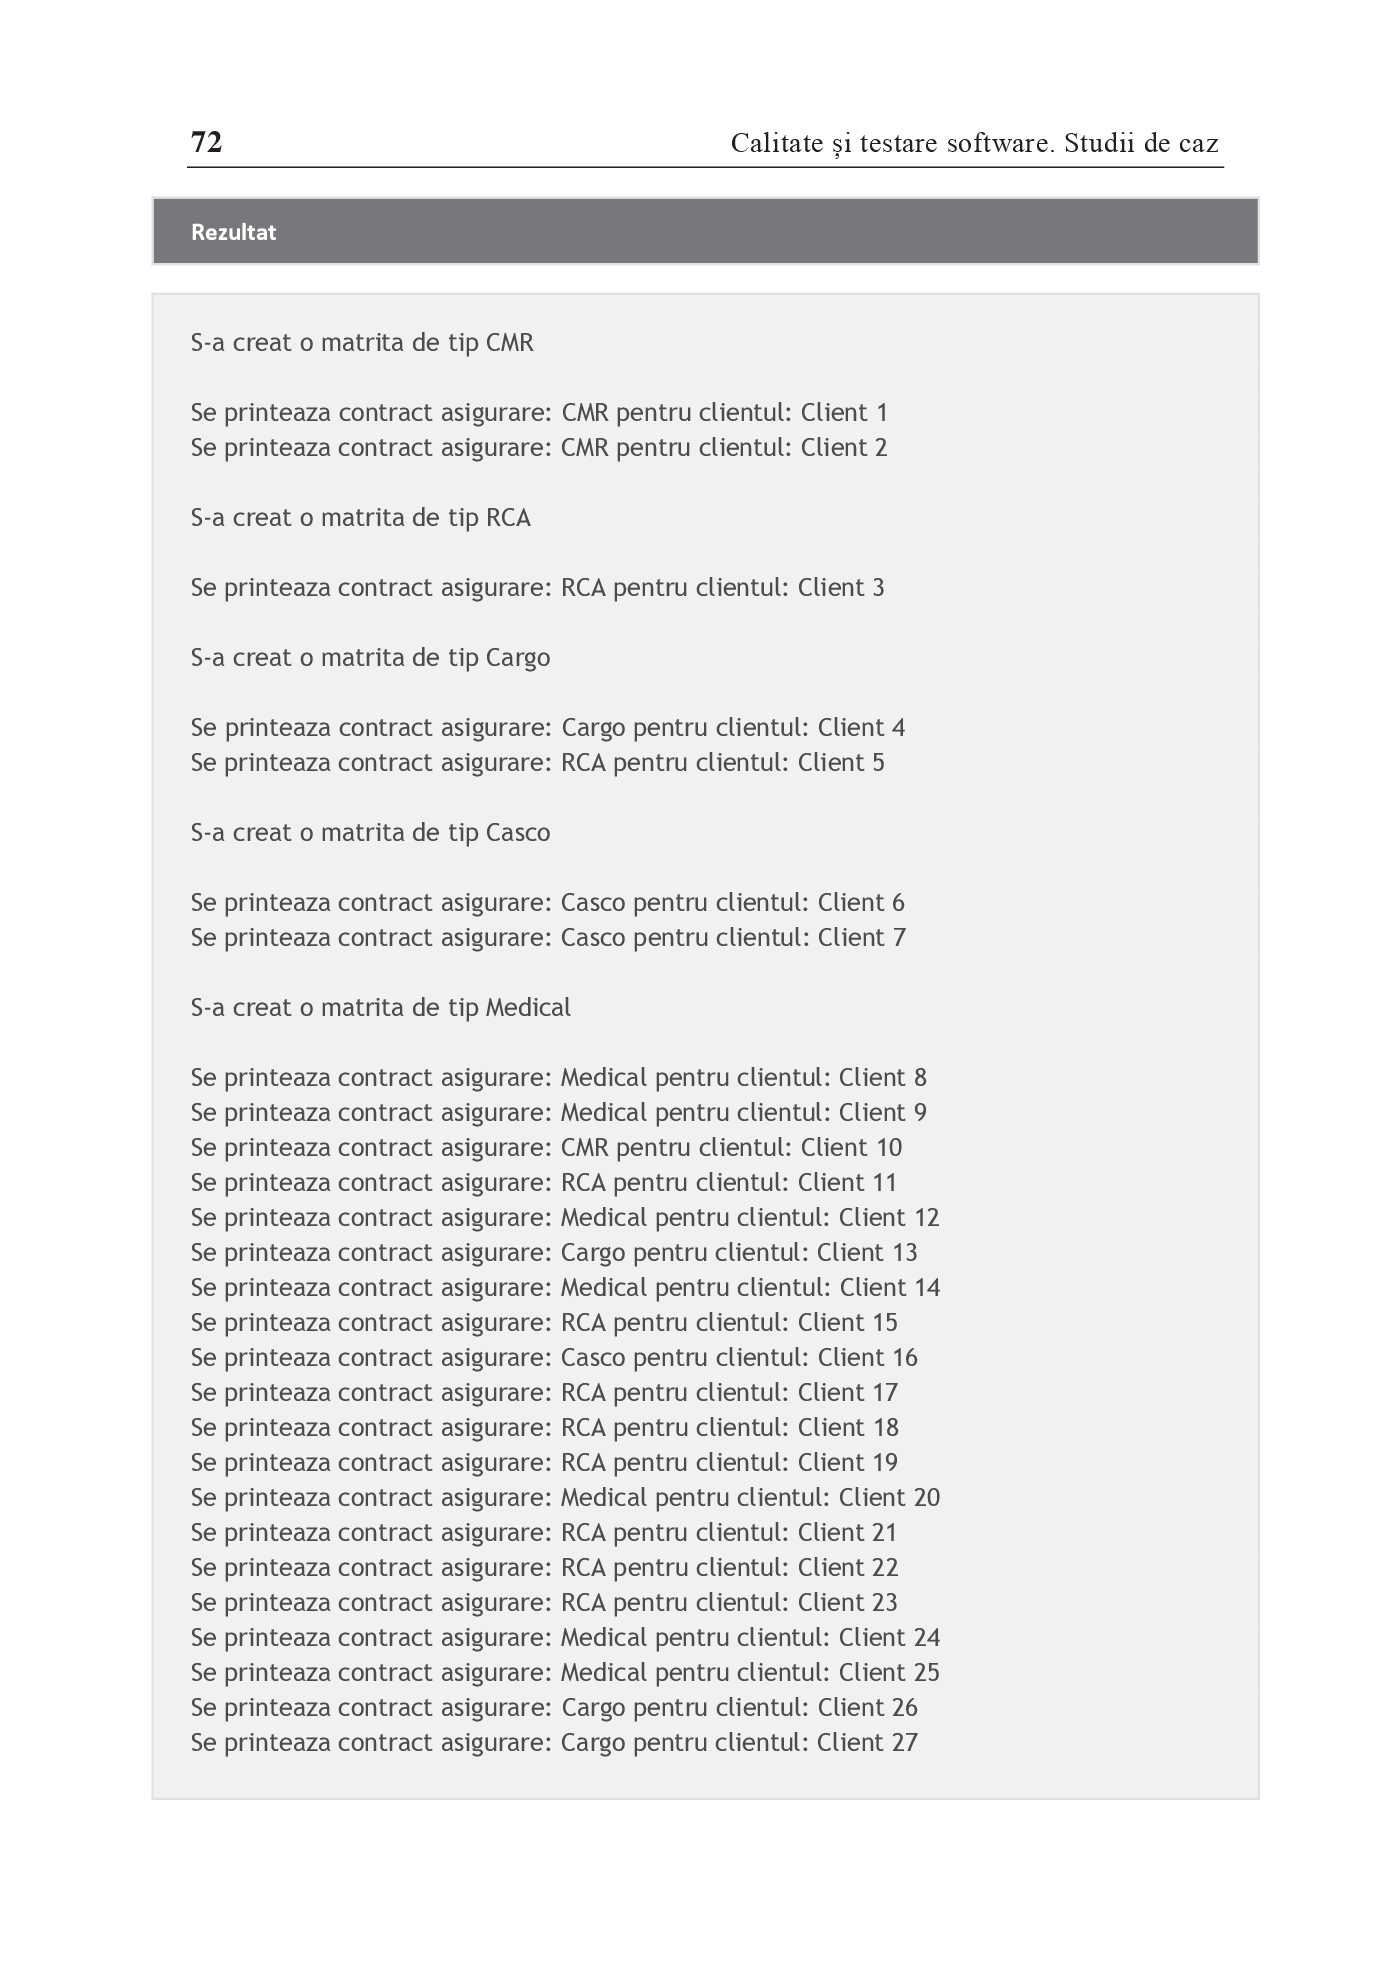 72 Calitate și testare software. Studii de caz
Rezultat
S-a creat o matrita de tip CMR
Se printeaza contract asigurare: CMR pentru clientul: Client 1
Se printeaza contract asigurare: CMR pentru clientul: Client 2
S-a creat o matrita de tip RCA
Se printeaza contract asigurare: RCA pentru clientul: Client 3
S-a creat o matrita de tip Cargo
Se printeaza contract asigurare: Cargo pentru clientul: Client 4
Se printeaza contract asigurare: RCA pentru clientul: Client 5
S-a creat o matrita de tip Casco
Se printeaza contract asigurare: Casco pentru clientul: Client 6
Se printeaza contract asigurare: Casco pentru clientul: Client 7
S-a creat o matrita de tip Medical
Se printeaza contract asigurare: Medical pentru clientul: Client 8
Se printeaza contract asigurare: Medical pentru clientul: Client 9
Se printeaza contract asigurare: CMR pentru clientul: Client 10
Se printeaza contract asigurare: RCA pentru clientul: Client 11
Se printeaza contract asigurare: Medical pentru clientul: Client 12
Se printeaza contract asigurare: Cargo pentru clientul: Client 13
Se printeaza contract asigurare: Medical pentru clientul: Client 14
Se printeaza contract asigurare: RCA pentru clientul: Client 15
Se printeaza contract asigurare: Casco pentru clientul: Client 16
Se printeaza contract asigurare: RCA pentru clientul: Client 17
Se printeaza contract asigurare: RCA pentru clientul: Client 18
Se printeaza contract asigurare: RCA pentru clientul: Client 19
Se printeaza contract asigurare: Medical pentru clientul: Client 20
Se printeaza contract asigurare: RCA pentru clientul: Client 21
Se printeaza contract asigurare: RCA pentru clientul: Client 22
Se printeaza contract asigurare: RCA pentru clientul: Client 23
Se printeaza contract asigurare: Medical pentru clientul: Client 24
Se printeaza contract asigurare: Medical pentru clientul: Client 25
Se printeaza contract asigurare: Cargo pentru clientul: Client 26
Se printeaza contract asigurare: Cargo pentru clientul: Client 27